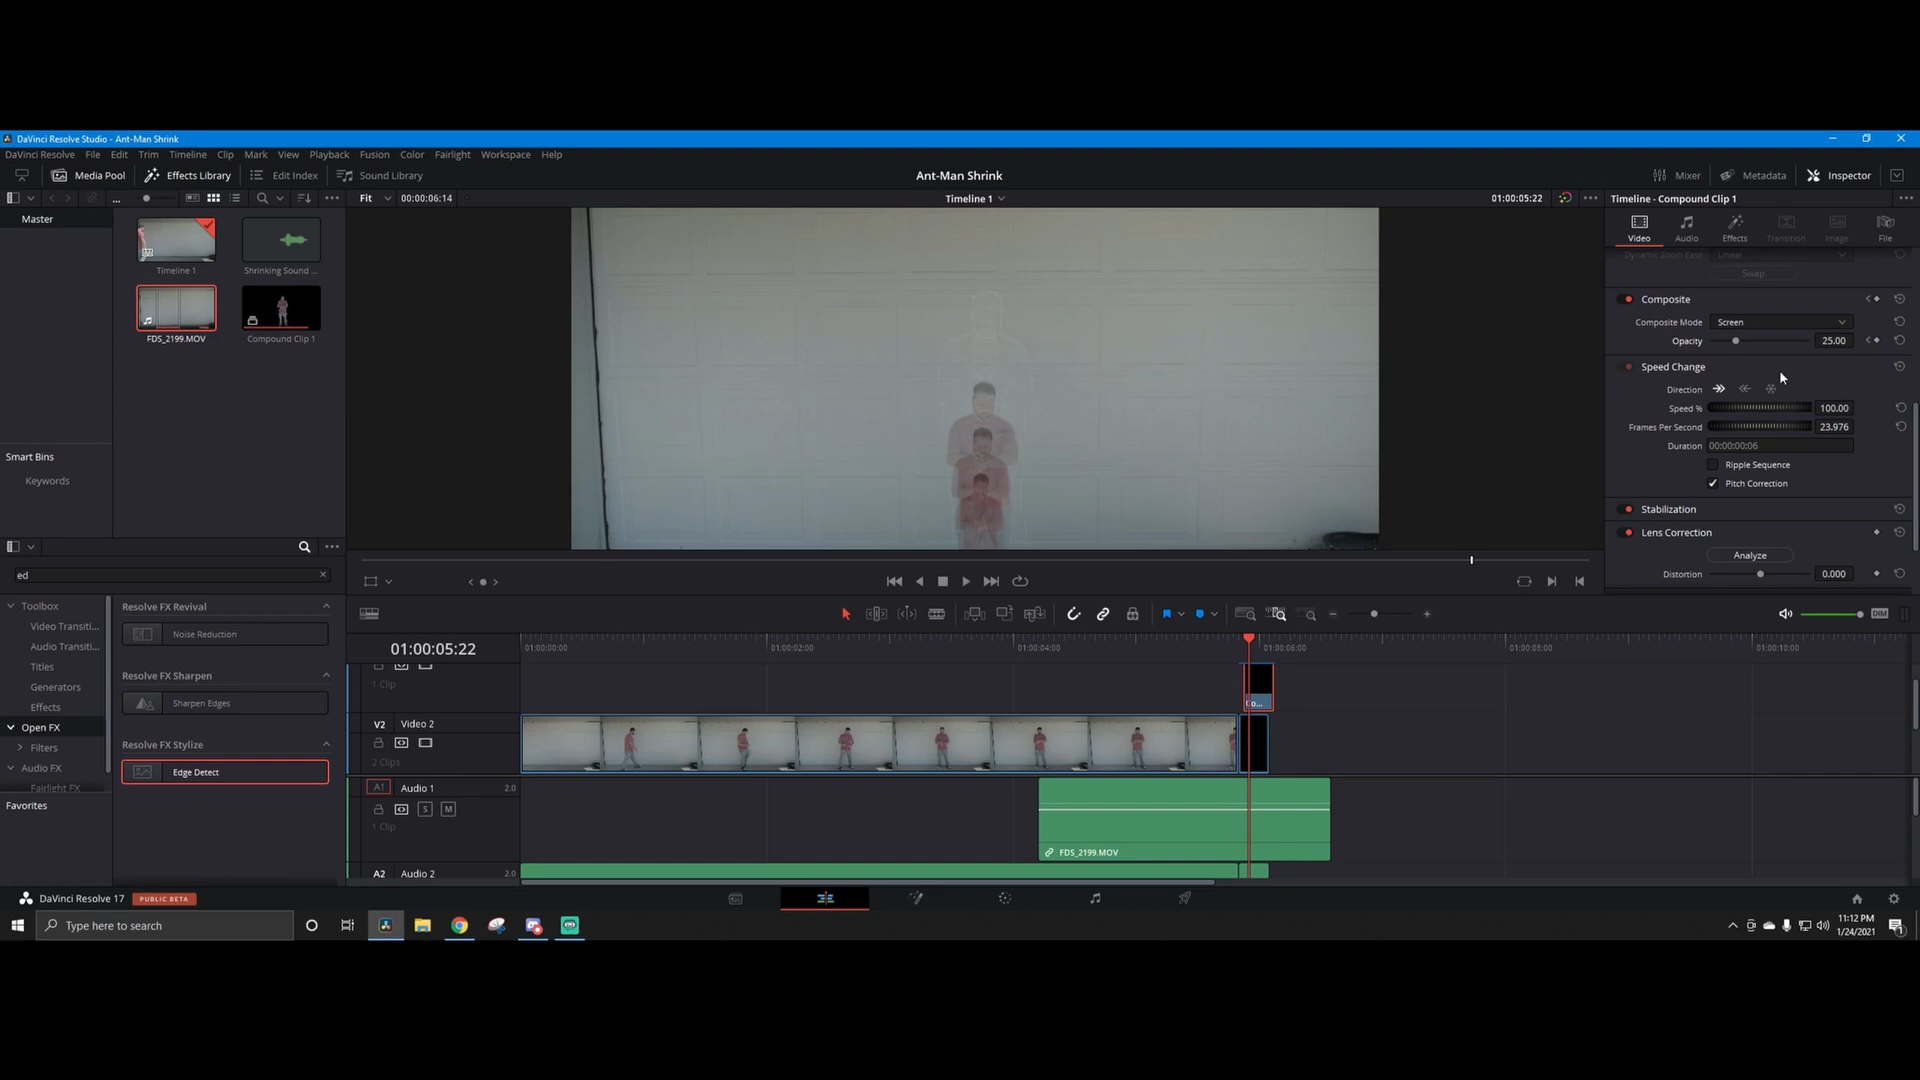 DaVinci Resolve Studio - Ant-Man Shrink
DaVinci Resolve File Edit Trim Timeline Clip Mark View Playback Fusion Color Fairlight Workspace Help
Media Pool Effects Library Edit Index Sound Library Ant-Man Shrink Mixer Metadata Inspector
Fit 00:00:06:14 Timeline 1 01:00:05:22 Timeline - Compound Clip 1
Master
Timeline 1
Shrinking Sound ...
FDS_2199.MOV
Compound Clip 1
Smart Bins
Keywords
Video Audio Effects Transition Image File
Dynamic Zoom Ease Linear
Swap
Composite
Composite Mode Screen
Opacity 25.00
Speed Change
Direction
Speed % 100.00
Frames Per Second 23.976
Duration 00:00:00:06
Ripple Sequence
Pitch Correction
Stabilization
Lens Correction
Analyze
Distortion 0.000
ed
Toolbox
Video Transiti...
Audio Transiti...
Titles
Generators
Effects
Open FX
Filters
Audio FX
Fairlight FX
Favorites
Resolve FX Revival
Noise Reduction
Resolve FX Sharpen
Sharpen Edges
Resolve FX Stylize
Edge Detect
DIM
01:00:05:22
01:00:00:00 01:00:02:00 01:00:04:00 01:00:06:00 01:00:08:00 01:00:10:00
1 Clip
Co...
V2 Video 2
2 Clips
A1 Audio 1 2.0
S M
1 Clip
FDS_2199.MOV
A2 Audio 2 2.0
DaVinci Resolve 17 PUBLIC BETA
Type here to search
11:12 PM
1/24/2021